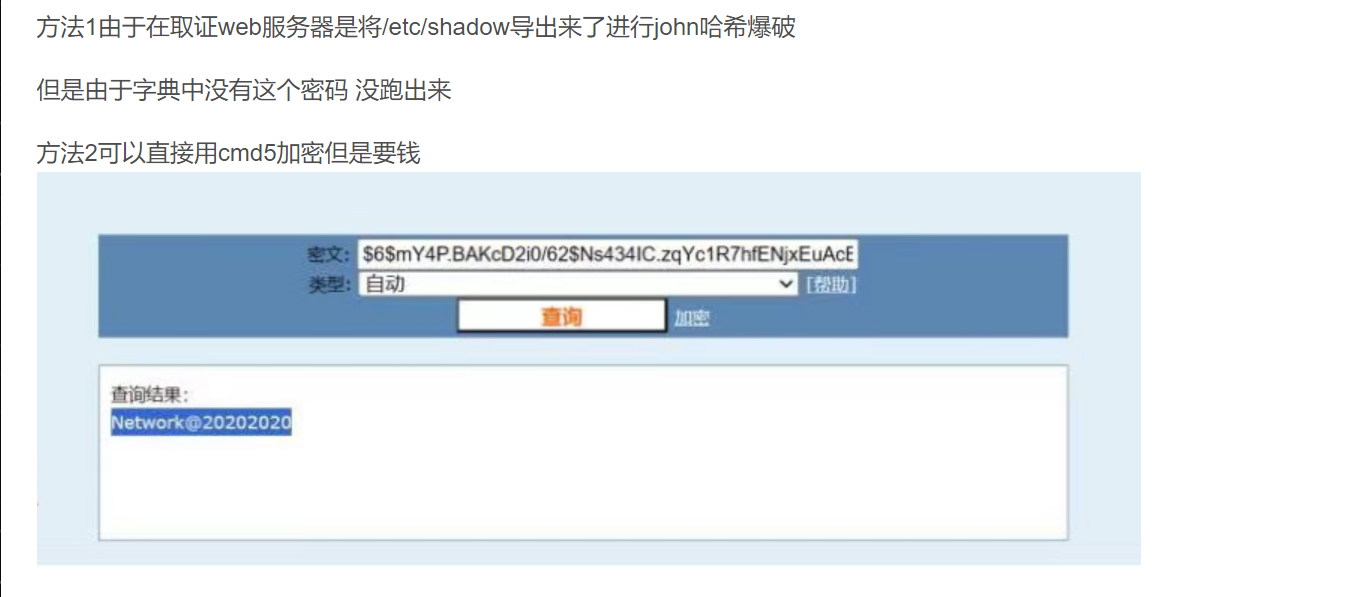 方法1由于在取证web服务器是将/etc/shadow导出来了进行john哈希爆破
但是由于字典中没有这个密码 没跑出来
方法2可以直接用cmd5加密但是要钱
密文: $6$mY4P.BAKcD2i0/62$Ns434IC.zqYc1R7hfENjxEuAcE
类型: 自动 [帮助]
查询 加密
查询结果:
Network@20202020